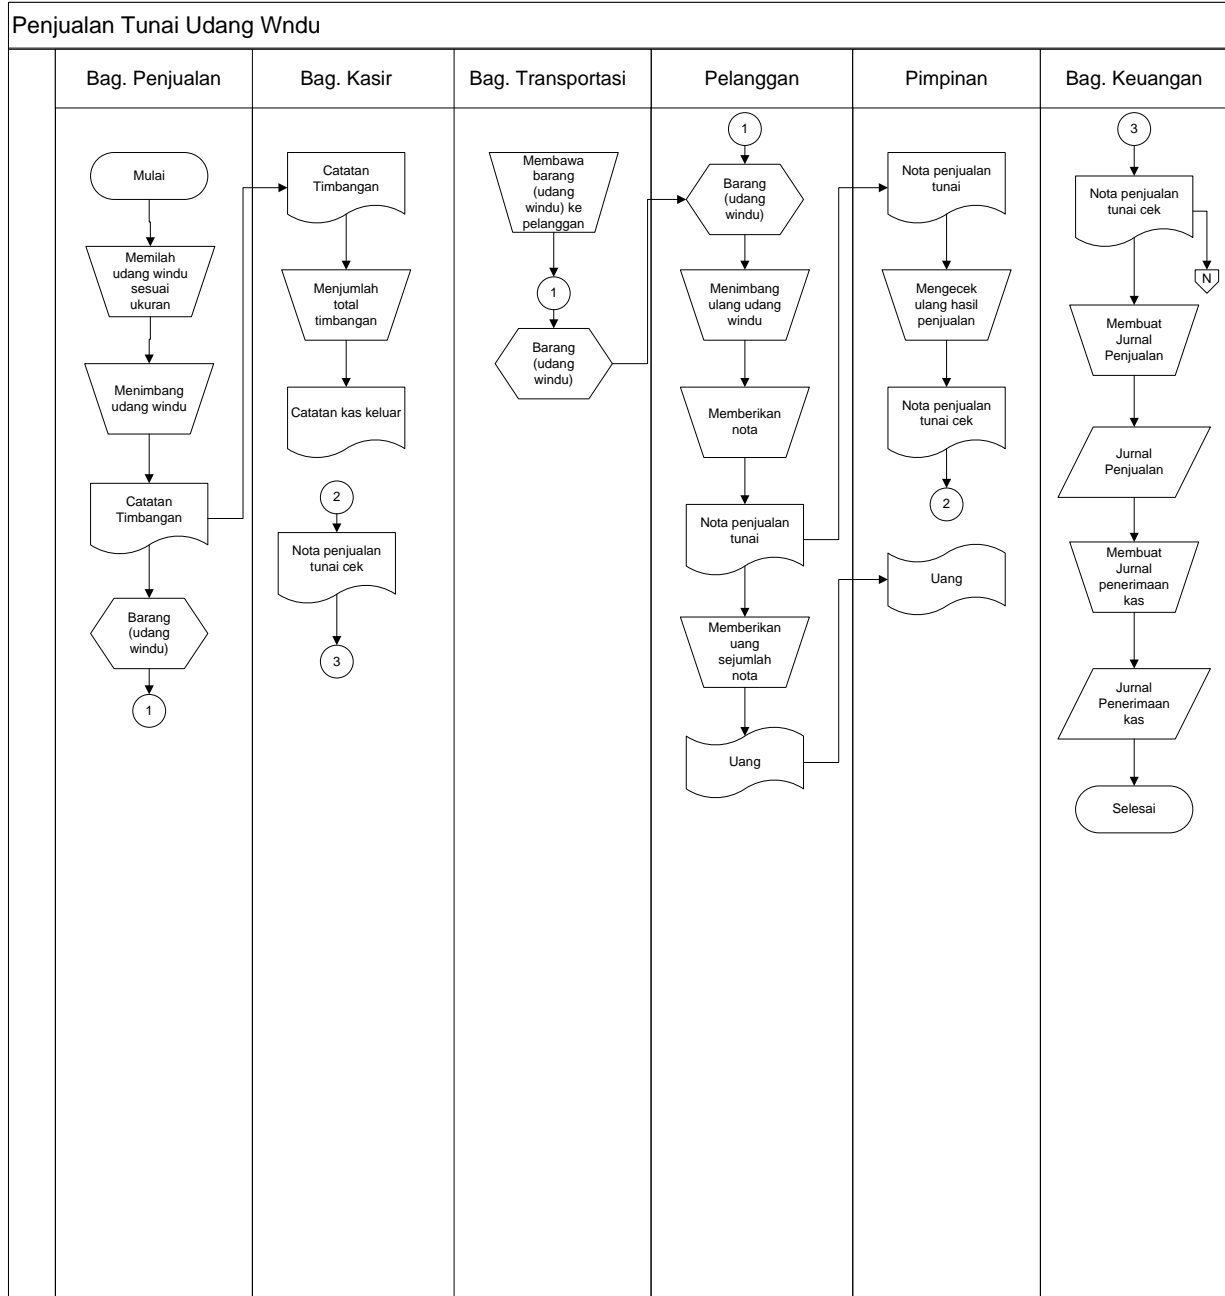 Penjualan Tunai Udang Wndu
Bag. Penjualan
Bag. Kasir
Bag. Transportasi
Pelanggan
Pimpinan
Bag. Keuangan
Mulai
Memilah
udang windu
sesuai
ukuran
Menimbang
udang windu
Catatan
Timbangan
Barang
(udang
windu)
1
Catatan
Timbangan
Menjumlah
total
timbangan
Catatan kas keluar
2
Nota penjualan
tunai cek
3
Membawa
barang
(udang
windu) ke
pelanggan
1
Barang
(udang
windu)
1
Barang
(udang
windu)
Menimbang
ulang udang
windu
Memberikan
nota
Nota penjualan
tunai
Memberikan
uang
sejumlah
nota
Uang
Nota penjualan
tunai
Mengecek
ulang hasil
penjualan
Nota penjualan
tunai cek
2
Uang
3
Nota penjualan
tunai cek
N
Membuat
Jurnal
Penjualan
Jurnal
Penjualan
Membuat
Jurnal
penerimaan
kas
Jurnal
Penerimaan
kas
Selesai